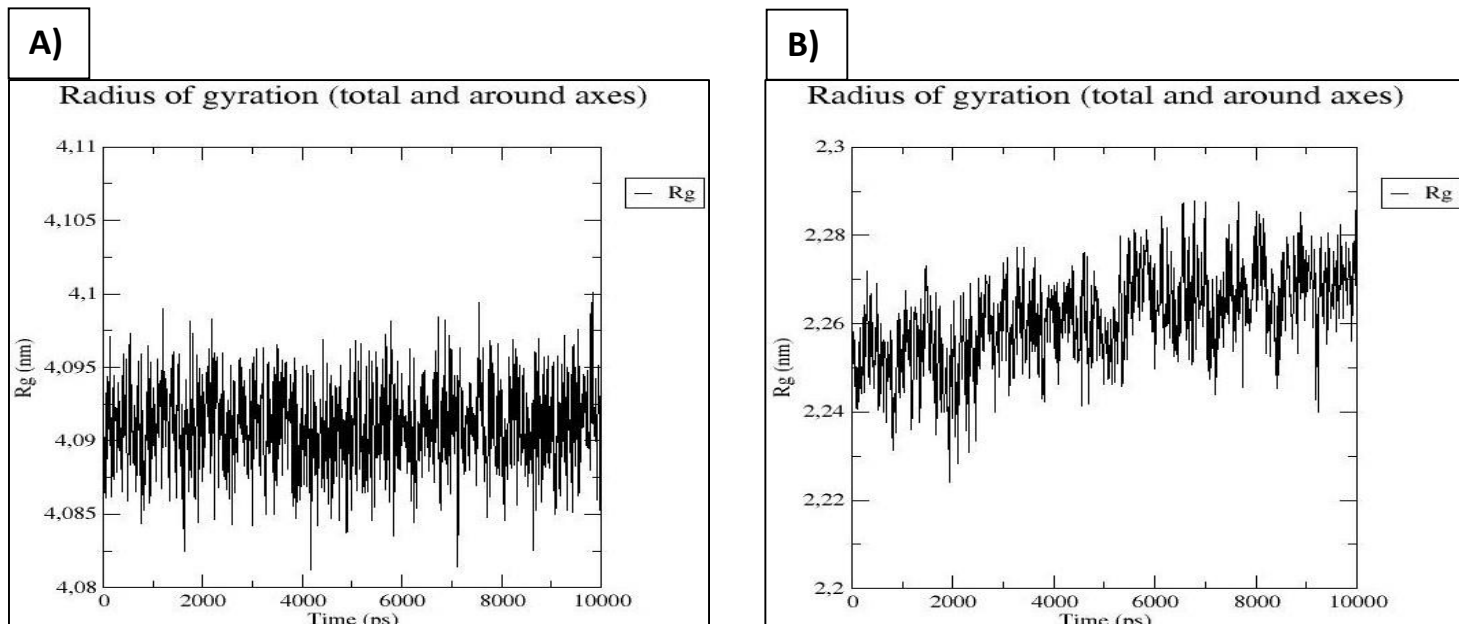 A)
Radius of gyration (total and around axes)
4,11
4,105
4,1
4,095
4,09
4,085
4,08
Rg (nm)
0 2000 4000 6000 8000 10000
Time (ps)
Rg
B)
Radius of gyration (total and around axes)
2,3
2,28
2,26
2,24
2,22
2,2
Rg (nm)
0 2000 4000 6000 8000 10000
Time (ps)
Rg